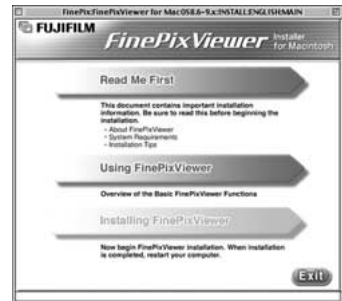 FinePix:FinePixViewer for MacOS8.6-9.x:INSTALL:ENGLISH:MAIN
FUJIFILM
FinePixViewer Installer for Macintosh
Read Me First
This document contains important installation
information. Be sure to read this before beginning the
installation.
- About FinePixViewer
- System Requirements
- Installation Tips
Using FinePixViewer
Overview of the Basic FinePixViewer Functions
Installing FinePixViewer
Now begin FinePixViewer installation. When installation
is completed, restart your computer.
Exit